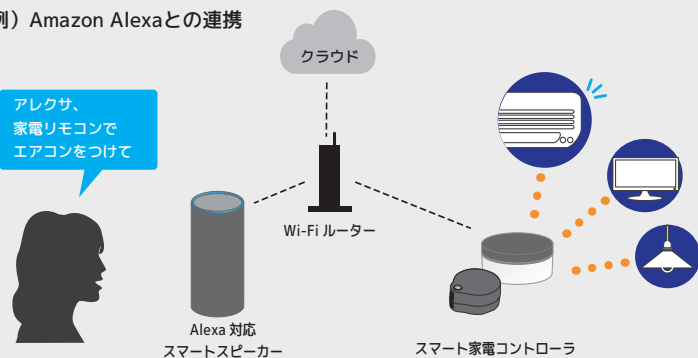 例）Amazon Alexaとの連携
クラウド
アレクサ、
家電リモコンで
エアコンをつけて
Wi-Fi ルーター
Alexa 対応
スマートスピーカー
スマート家電コントローラ